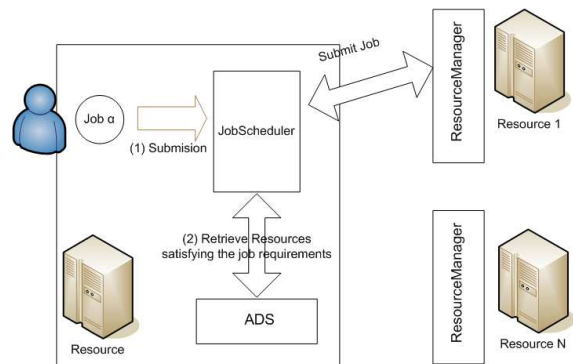 Submit Job
ResourceManager
Resource 1
Job α
JobScheduler
(1) Submision
(2) Retrieve Resources
satisfying the job requirements
ResourceManager
ADS
Resource
Resource N